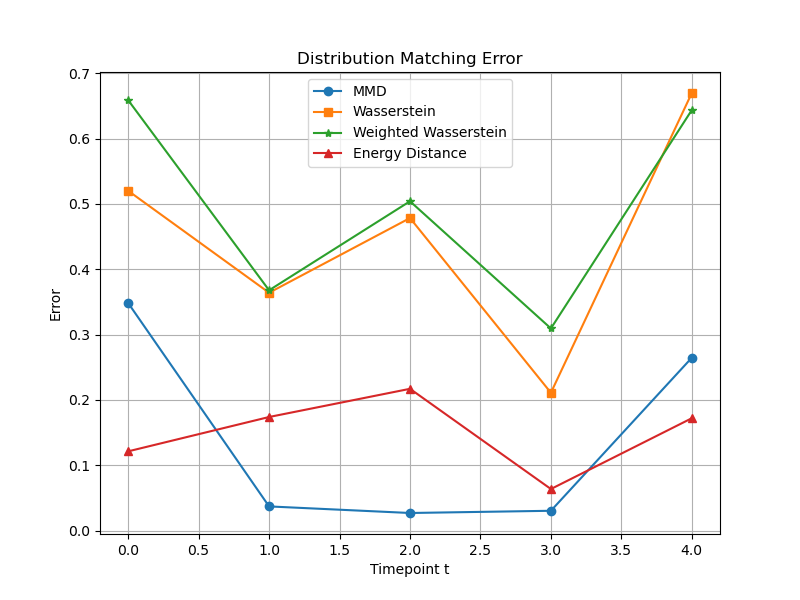 Distribution Matching Error
MMD
Wasserstein
Weighted Wasserstein
Energy Distance
0.7
0.6
0.5
0.4
0.3
0.2
0.1
0.0
Error
0.0 0.5 1.0 1.5 2.0 2.5 3.0 3.5 4.0
Timepoint t